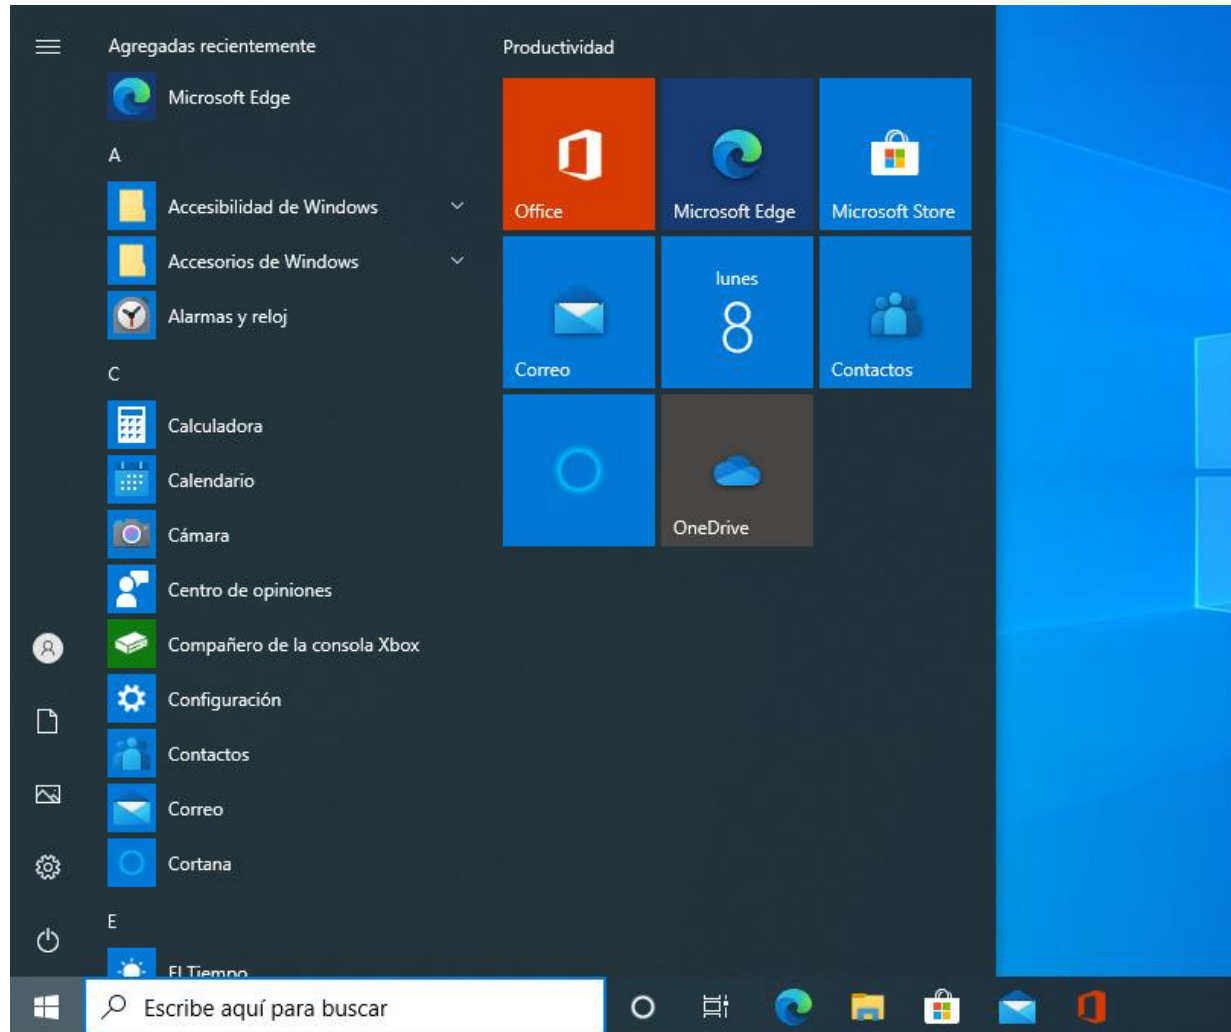 Agregadas recientemente
Microsoft Edge
A
Accesibilidad de Windows
Accesorios de Windows
Alarmas y reloj
C
Calculadora
Calendario
Cámara
Centro de opiniones
Compañero de la consola Xbox
Configuración
Contactos
Correo
Cortana
E
El Tiempo
Productividad
Office
Microsoft Edge
Microsoft Store
Correo
lunes
8
Contactos
OneDrive
Escribe aquí para buscar